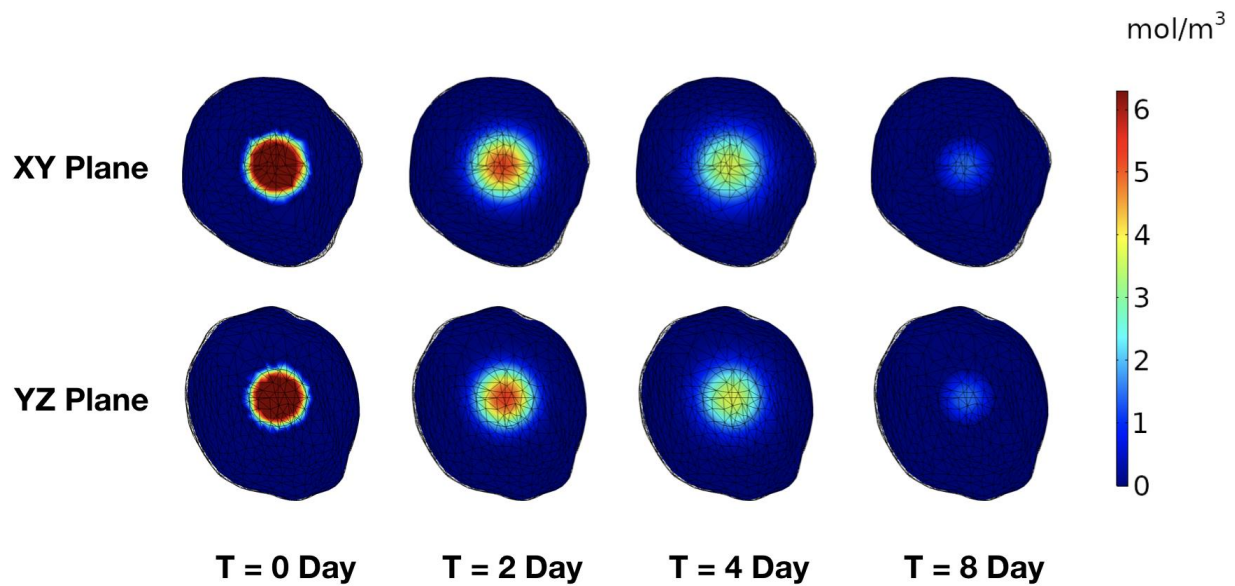 mol/m³
XY Plane
6
5
4
3
2
1
0
YZ Plane
T = 0 Day T = 2 Day T = 4 Day T = 8 Day